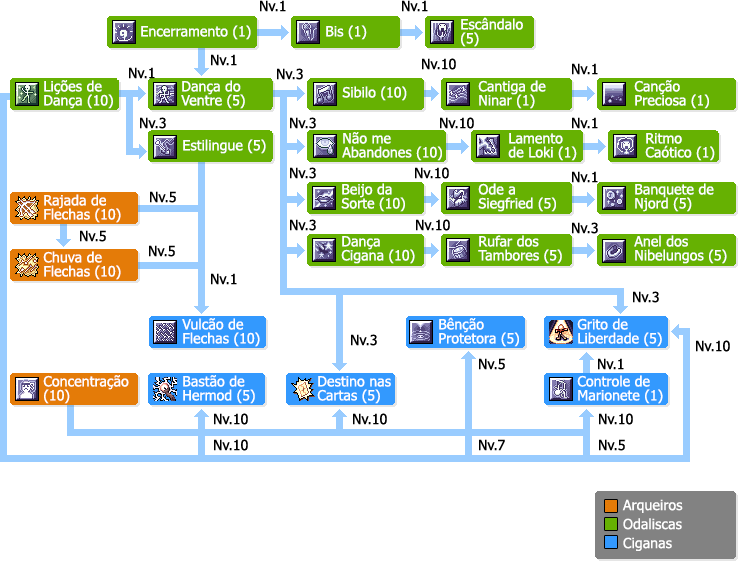 Nv.1
Nv.1
Encerramento (1)
Bis (1)
Escândalo
(5)
Nv.1
Nv.1
Nv.3
Nv.10
Nv.1
Lições de
Dança (10)
Dança do
Ventre (5)
Sibilo (10)
Cantiga de
Ninar (1)
Canção
Preciosa (1)
Nv.3
Nv.3
Nv.10
Nv.1
Estilingue (5)
Não me
Abandones (10)
Lamento
de Loki (1)
Ritmo
Caótico (1)
Nv.3
Nv.10
Nv.1
Rajada de
Flechas (10)
Nv.5
Beijo da
Sorte (10)
Ode a
Siegfried (5)
Banquete de
Njord (5)
Nv.5
Nv.5
Nv.3
Nv.10
Nv.3
Chuva de
Flechas (10)
Dança
Cigana (10)
Rufar dos
Tambores (5)
Anel dos
Nibelungos (5)
Nv.1
Nv.3
Vulcão de
Flechas (10)
Bênção
Protetora (5)
Grito de
Liberdade (5)
Nv.3
Nv.10
Nv.5
Nv.1
Concentração
(10)
Bastão de
Hermod (5)
Destino nas
Cartas (5)
Controle de
Marionete (1)
Nv.10
Nv.10
Nv.10
Nv.10
Nv.7
Nv.5
Arqueiros
Odaliscas
Ciganas